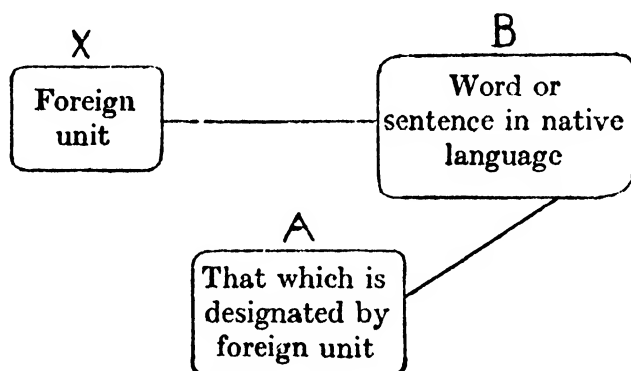 X
Foreign
unit
B
Word or
sentence in native
language
A
That which is
designated by
foreign unit